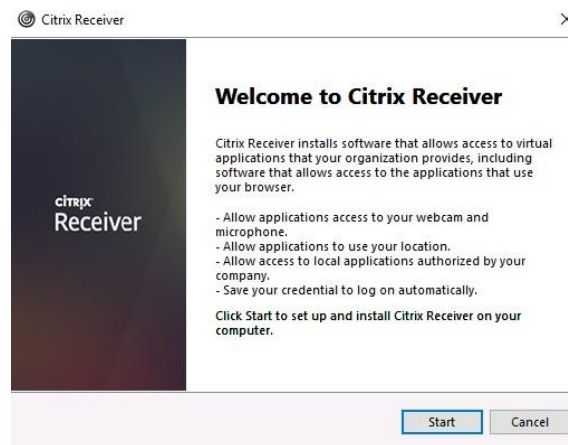 Citrix Receiver
Welcome to Citrix Receiver
Citrix Receiver installs software that allows access to virtual
applications that your organization provides, including
software that allows access to the applications that use
your browser.
- Allow applications access to your webcam and
microphone.
- Allow applications to use your location.
- Allow access to local applications authorized by your
company.
- Save your credential to log on automatically.
Click Start to set up and install Citrix Receiver on your
computer.
CITRIX
Receiver
Start
Cancel